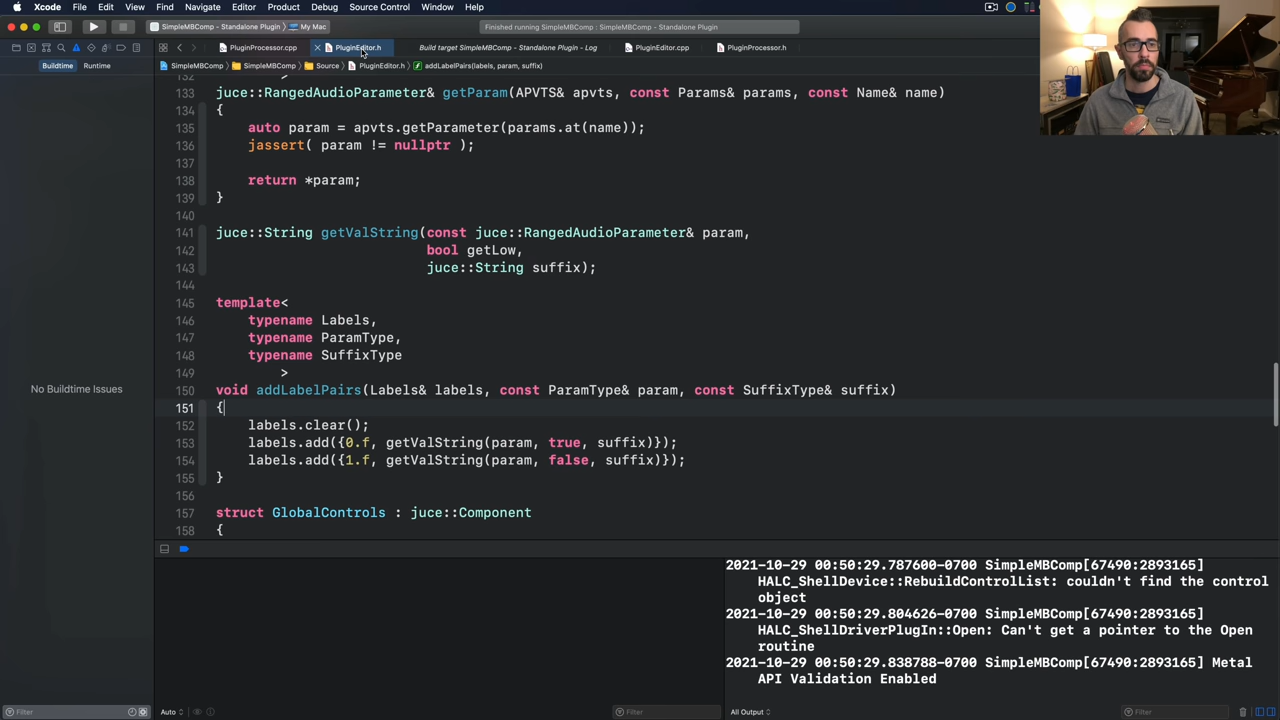 Xcode File Edit View Find Navigate Editor Product Debug Source Control Window Help
SimpleMBComp - Standalone Plugin My Mac Finished running SimpleMBComp - Standalone Plugin
PluginProcessor.cpp PluginEditor.h Build target SimpleMBComp - Standalone Plugin - Log PluginEditor.cpp PluginProcessor.h
Buildtime Runtime SimpleMBComp SimpleMBComp Source PluginEditor.h addLabelPairs(labels, param, suffix)
132 >
133 juce::RangedAudioParameter& getParam(APVTS& apvts, const Params& params, const Name& name)
134 {
135 auto param = apvts.getParameter(params.at(name));
136 jassert( param != nullptr );
137
138 return *param;
139 }
140
141 juce::String getValString(const juce::RangedAudioParameter& param,
142 bool getLow,
143 juce::String suffix);
144
145 template<
146 typename Labels,
147 typename ParamType,
148 typename SuffixType
149 >
150 void addLabelPairs(Labels& labels, const ParamType& param, const SuffixType& suffix)
151 {
152 labels.clear();
153 labels.add({0.f, getValString(param, true, suffix)});
154 labels.add({1.f, getValString(param, false, suffix)});
155 }
156
157 struct GlobalControls : juce::Component
158 {
No Buildtime Issues
2021-10-29 00:50:29.787600-0700 SimpleMBComp[67490:2893165]
HALC_ShellDevice::RebuildControlList: couldn't find the control
object
2021-10-29 00:50:29.804626-0700 SimpleMBComp[67490:2893165]
HALC_ShellDriverPlugIn::Open: Can't get a pointer to the Open
routine
2021-10-29 00:50:29.838788-0700 SimpleMBComp[67490:2893165] Metal
API Validation Enabled
Filter Auto Filter All Output Filter